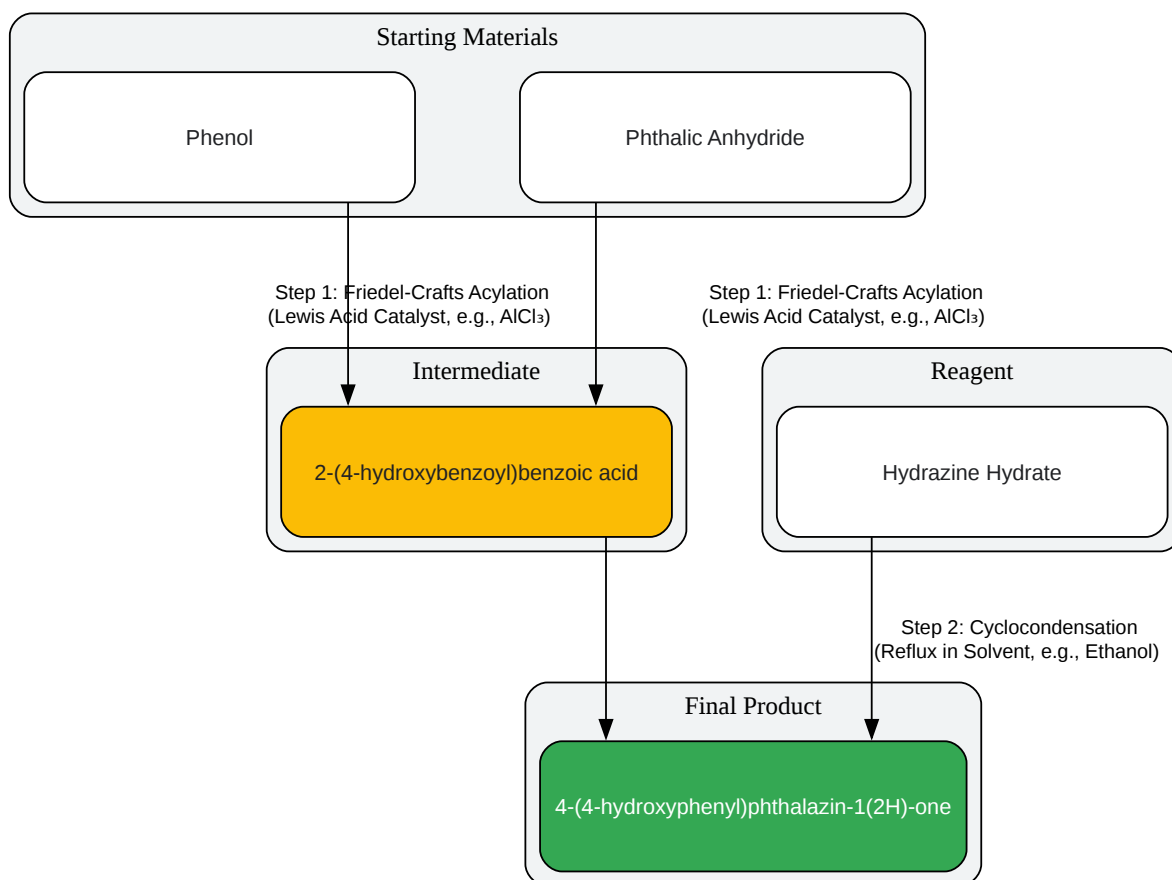 Starting Materials
Phenol
Phthalic Anhydride
Step 1: Friedel-Crafts Acylation
(Lewis Acid Catalyst, e.g., AlCl₃)
Step 1: Friedel-Crafts Acylation
(Lewis Acid Catalyst, e.g., AlCl₃)
Intermediate
2-(4-hydroxybenzoyl)benzoic acid
Reagent
Hydrazine Hydrate
Step 2: Cyclocondensation
(Reflux in Solvent, e.g., Ethanol)
Final Product
4-(4-hydroxyphenyl)phthalazin-1(2H)-one